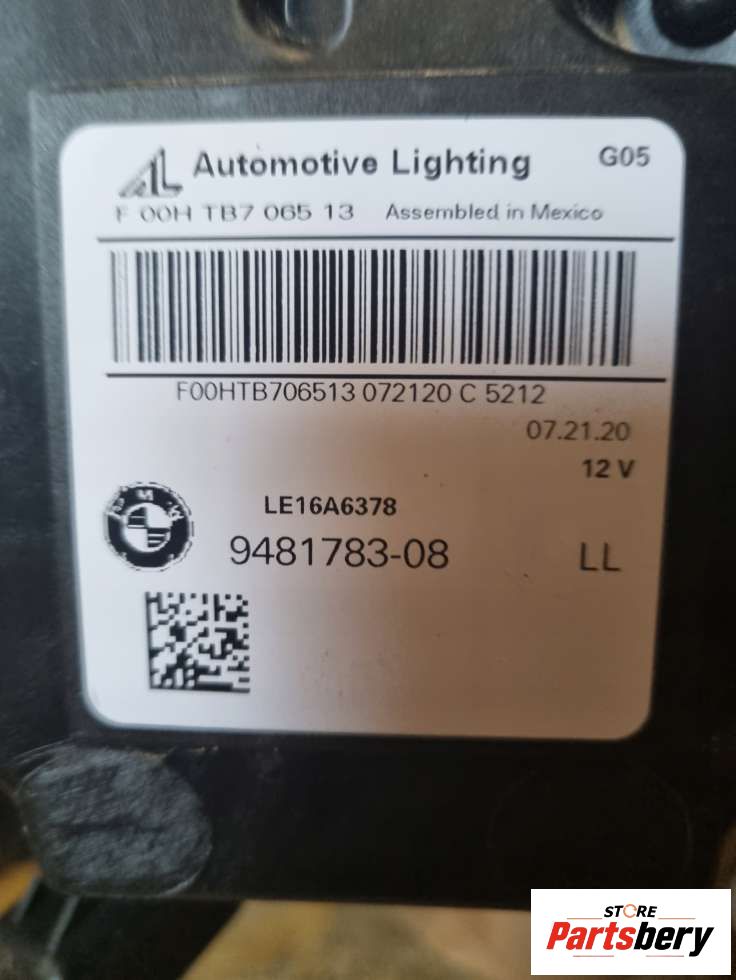 AL Automotive Lighting G05
F 00H TB7 065 13 Assembled in Mexico
F00HTB706513 072120 C 5212
07.21.20
12 V
LE16A6378
9481783-08 LL
STORE
Partsbery